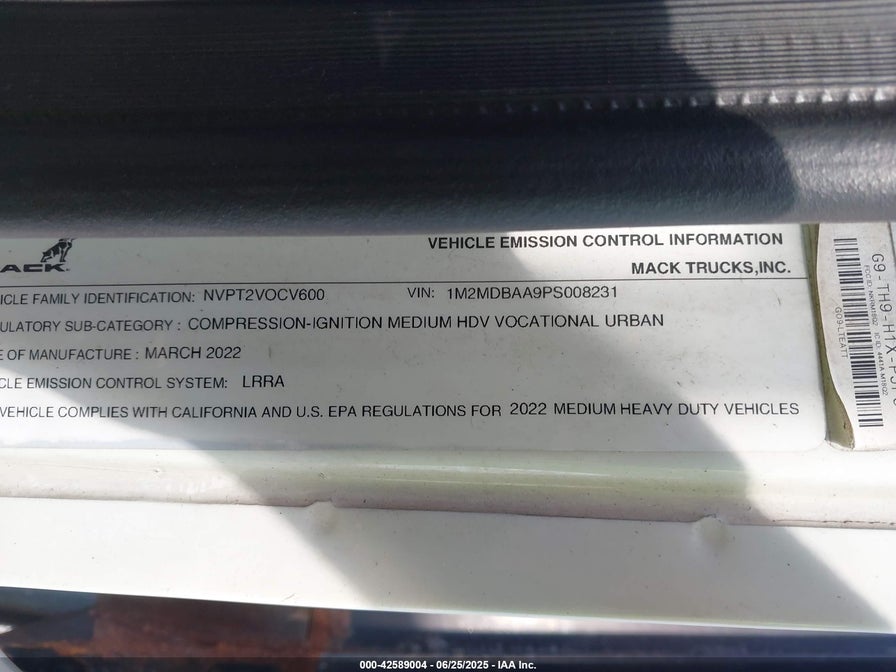 ACK
VEHICLE EMISSION CONTROL INFORMATION
MACK TRUCKS,INC.
ICLE FAMILY IDENTIFICATION: NVPT2VOCV600 VIN: 1M2MDBAA9PS008231
ULATORY SUB-CATEGORY : COMPRESSION-IGNITION MEDIUM HDV VOCATIONAL URBAN
E OF MANUFACTURE : MARCH 2022
CLE EMISSION CONTROL SYSTEM: LRRA
VEHICLE COMPLIES WITH CALIFORNIA AND U.S. EPA REGULATIONS FOR 2022 MEDIUM HEAVY DUTY VEHICLES
GO9LTEATT
000-42589004 / 06/25/2025 - IAA Inc.